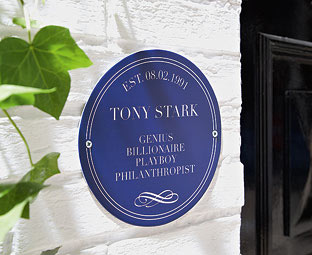 EST. 08.02.1991
TONY STARK
GENIUS
BILLIONAIRE
PLAYBOY
PHILANTHROPIST